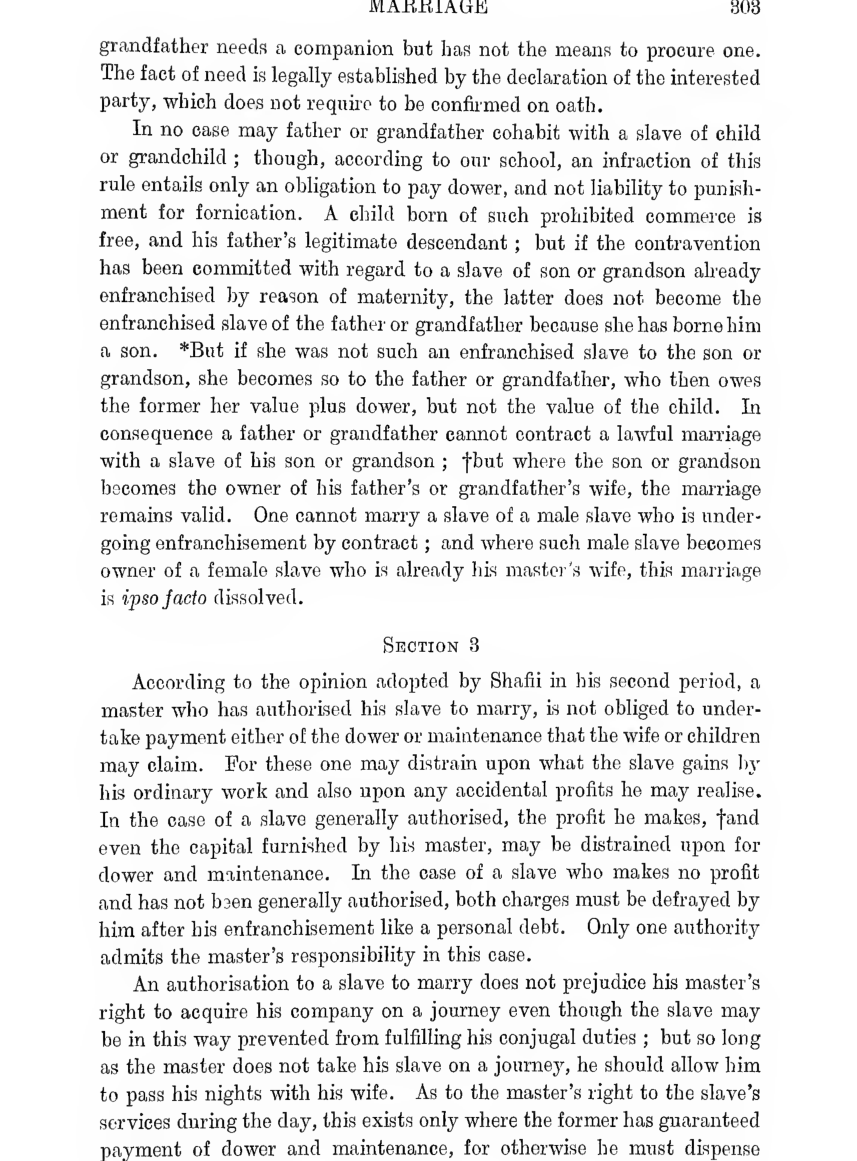 MARRIAGE 303
grandfather needs a companion but has not the means to procure one.
The fact of need is legally established by the declaration of the interested
party, which does not require to be confirmed on oath.
In no case may father or grandfather cohabit with a slave of child
or grandchild ; though, according to our school, an infraction of this
rule entails only an obligation to pay dower, and not liability to punish-
ment for fornication. A child born of such prohibited commerce is
free, and his father's legitimate descendant ; but if the contravention
has been committed with regard to a slave of son or grandson already
enfranchised by reason of maternity, the latter does not become the
enfranchised slave of the father or grandfather because she has borne him
a son. *But if she was not such an enfranchised slave to the son or
grandson, she becomes so to the father or grandfather, who then owes
the former her value plus dower, but not the value of the child. In
consequence a father or grandfather cannot contract a lawful marriage
with a slave of his son or grandson ; †but where the son or grandson
becomes the owner of his father's or grandfather's wife, the marriage
remains valid. One cannot marry a slave of a male slave who is under-
going enfranchisement by contract ; and where such male slave becomes
owner of a female slave who is already his master's wife, this marriage
is ipso facto dissolved.
SECTION 3
According to the opinion adopted by Shafii in his second period, a
master who has authorised his slave to marry, is not obliged to under-
take payment either of the dower or maintenance that the wife or children
may claim. For these one may distrain upon what the slave gains by
his ordinary work and also upon any accidental profits he may realise.
In the case of a slave generally authorised, the profit he makes, †and
even the capital furnished by his master, may be distrained upon for
dower and maintenance. In the case of a slave who makes no profit
and has not been generally authorised, both charges must be defrayed by
him after his enfranchisement like a personal debt. Only one authority
admits the master's responsibility in this case.
An authorisation to a slave to marry does not prejudice his master's
right to acquire his company on a journey even though the slave may
be in this way prevented from fulfilling his conjugal duties ; but so long
as the master does not take his slave on a journey, he should allow him
to pass his nights with his wife. As to the master's right to the slave's
services during the day, this exists only where the former has guaranteed
payment of dower and maintenance, for otherwise he must dispense